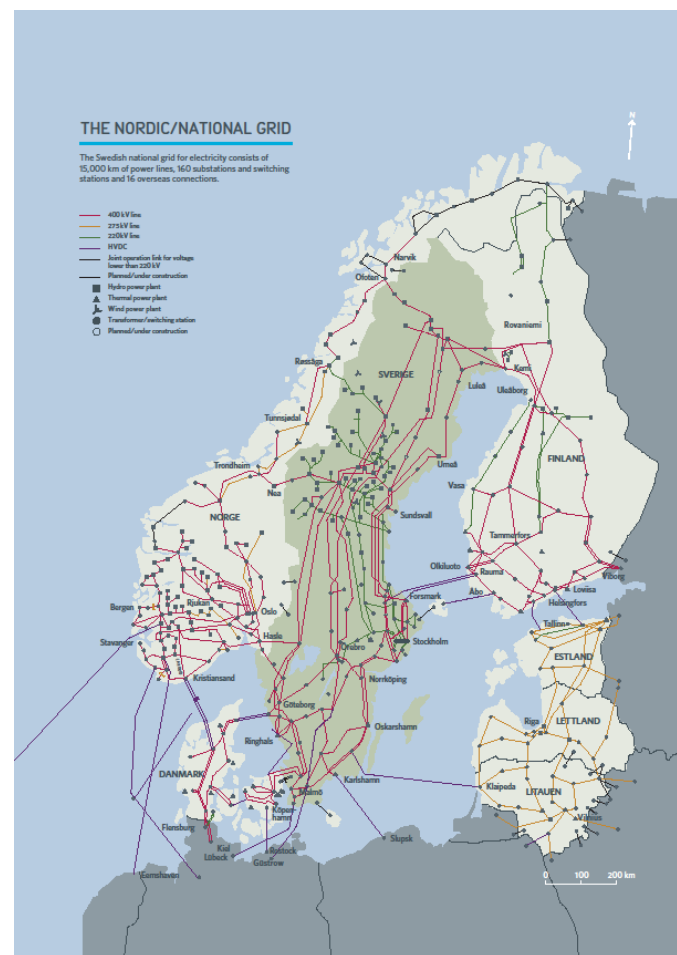 THE NORDIC/NATIONAL GRID
The Swedish national grid for electricity consists of
15,000 km of power lines, 160 substations and switching
stations and 16 overseas connections.
400 kV line
275 kV line
220 kV line
HVDC
Joint operation link for voltage
lower than 220 kV
Planned/under construction
Hydro power plant
Thermal power plant
Wind power plant
Transformer/switching station
Planned/under construction
N
Narvik
Ofoten
Rovaniemi
Røssåga
Kemi
SVERIGE
Luleå
Uleåborg
Tunnsjødal
FINLAND
Trondheim
Umeå
Nea
Vasa
NORGE
Sundsvall
Tammerfors
Olkiluoto
Rauma
Viborg
Forsmark
Åbo
Lovisa
Bergen
Rjukan
Oslo
Helsingfors
Tallinn
Stavanger
Hasle
Stockholm
Örebro
ESTLAND
Kristiansand
Norrköping
Göteborg
Oskarshamn
Riga
LETTLAND
Ringhals
DANMARK
Karlshamn
Klaipeda
LITAUEN
Malmö
Köpen-
hamn
Vilnius
Flensburg
Kiel
Lübeck
Rostock
Güstrow
Slupsk
Eemshaven
0 100 200 km